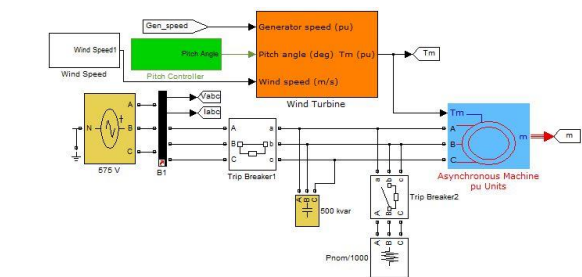 Gen_speed
Generator speed (pu)
Wind Speed1
Pitch Angle
Pitch angle (deg) Tm (pu)
Tm
Wind Speed
Pitch Controller
Wind speed (m/s)
Wind Turbine
Vabc
Iabc
A
N
B
C
575 V
B1
A a
B b
C c
Trip Breaker1
Tm
A
B
C
m
m
Asynchronous Machine
pu Units
A B C
500 kvar
a b c
A B C
Trip Breaker2
A B C
Pnom/1000